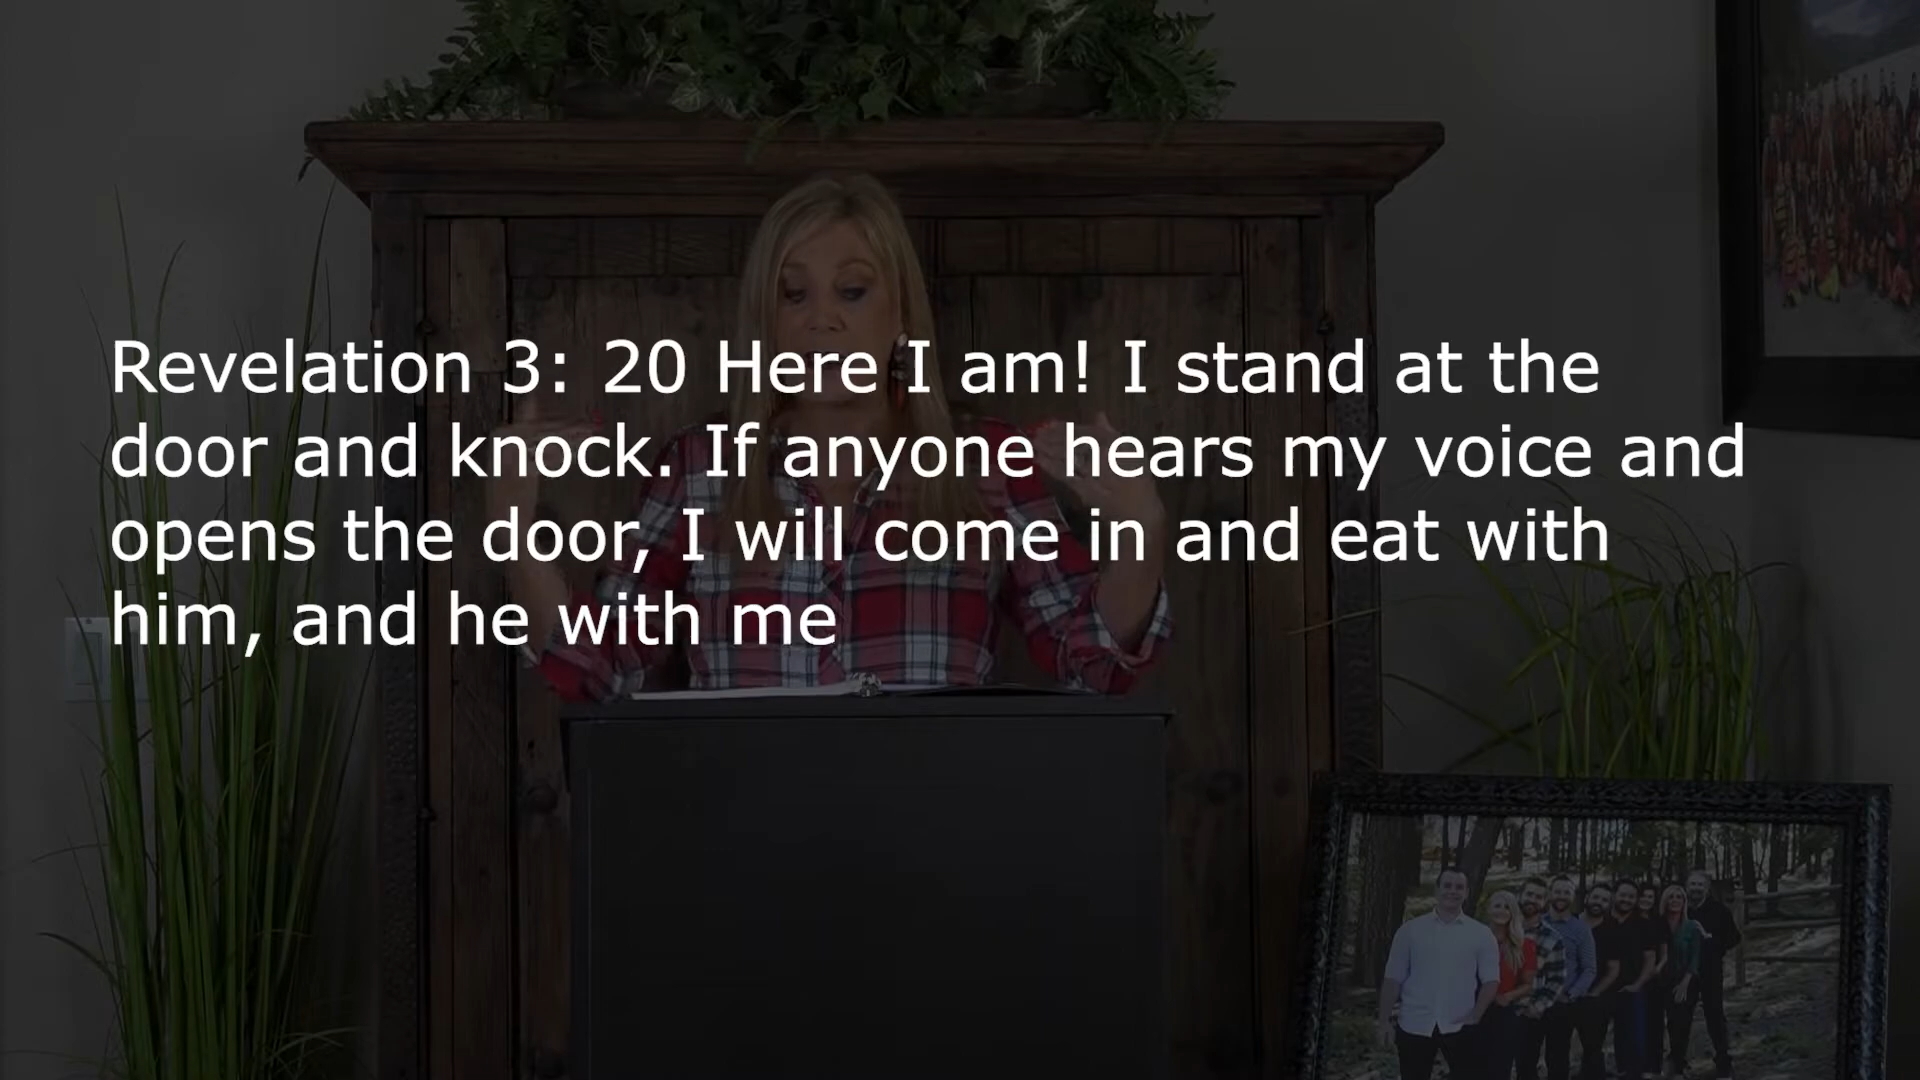 Revelation 3: 20 Here I am! I stand at the
door and knock. If anyone hears my voice and
opens the door, I will come in and eat with
him, and he with me